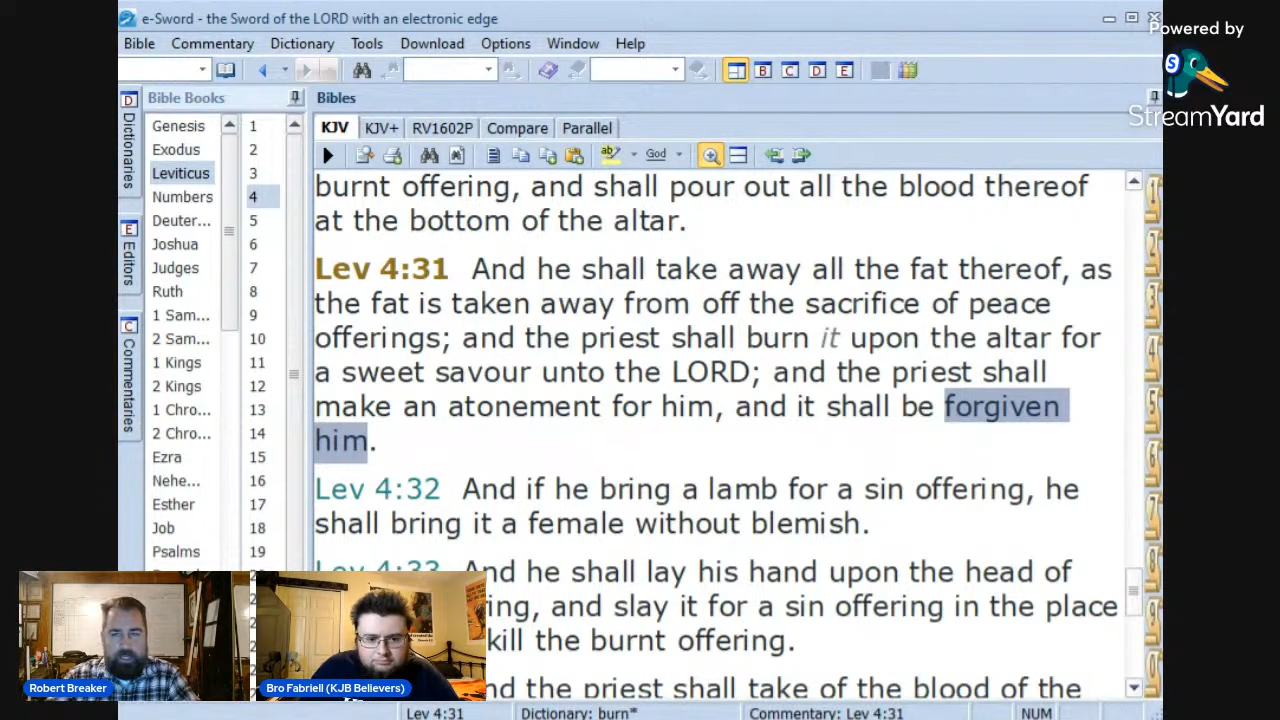 e-Sword - the Sword of the LORD with an electronic edge
Powered by
StreamYard
Bible Commentary Dictionary Tools Download Options Window Help
B C D E
Bible Books
Bibles
D Dictionaries
E Editors
C Commentaries
KJV KJV+ RV1602P Compare Parallel
God
Genesis 1
Exodus 2
Leviticus 3
Numbers 4
Deuter... 5
Joshua 6
Judges 7
Ruth 8
1 Sam... 9
2 Sam... 10
1 Kings 11
2 Kings 12
1 Chro... 13
2 Chro... 14
Ezra 15
Nehe... 16
Esther 17
Job 18
Psalms 19
burnt offering, and shall pour out all the blood thereof
at the bottom of the altar.
Lev 4:31 And he shall take away all the fat thereof, as
the fat is taken away from off the sacrifice of peace
offerings; and the priest shall burn it upon the altar for
a sweet savour unto the LORD; and the priest shall
make an atonement for him, and it shall be forgiven
him.
Lev 4:32 And if he bring a lamb for a sin offering, he
shall bring it a female without blemish.
Lev 4:33 And he shall lay his hand upon the head of
ring, and slay it for a sin offering in the place
kill the burnt offering.
nd the priest shall take of the blood of the
Robert Breaker
Bro Fabriell (KJB Believers)
Lev 4:31 Dictionary: burn* Commentary: Lev 4:31 NUM